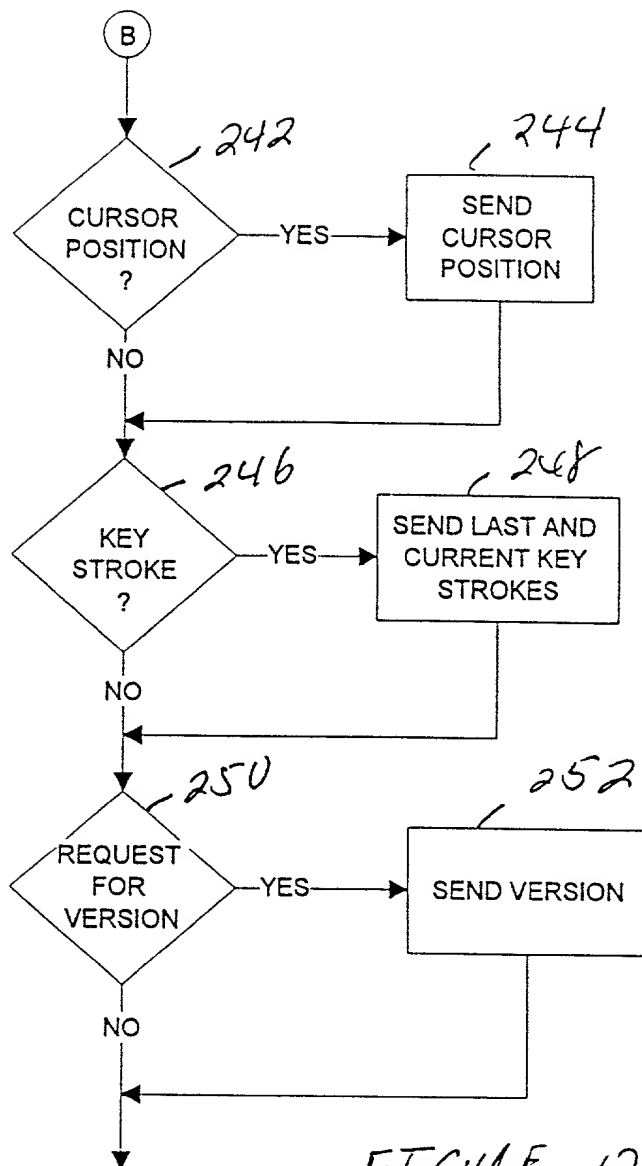 B
242
244
CURSOR
POSITION
?
YES
SEND
CURSOR
POSITION
NO
246
248
KEY
STROKE
?
YES
SEND LAST AND
CURRENT KEY
STROKES
NO
250
252
REQUEST
FOR
VERSION
YES
SEND VERSION
NO